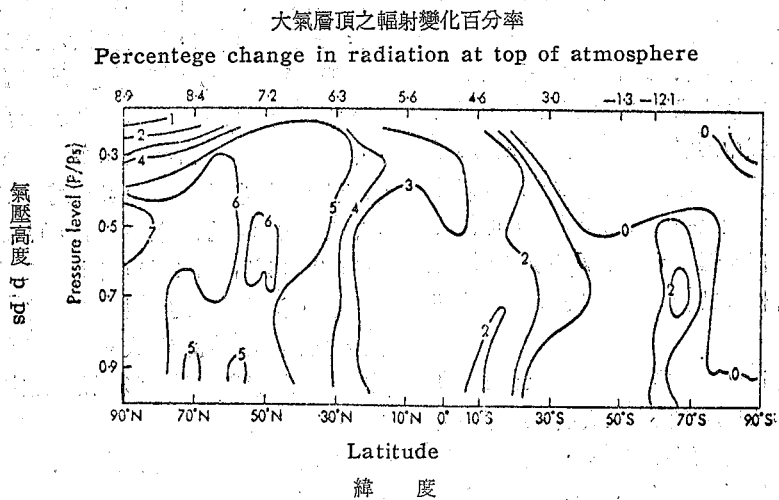 大氣層頂之輻射變化百分率
Percentege change in radiation at top of atmosphere
8·9 8·4 7·2 6·3 5·6 4·6 3·0 —1·3 —12·1
1
2
4
0
0·3
3
6
6
5
4
7
0·5
0
2
0·7
2
2
5
5
0·9
.0
氣壓高度 p ps
Pressure level (P/Ps)
90°N 70°N 50°N 30°N 10°N 0° 10°S 30°S 50°S 70°S 90°S
Latitude
緯 度